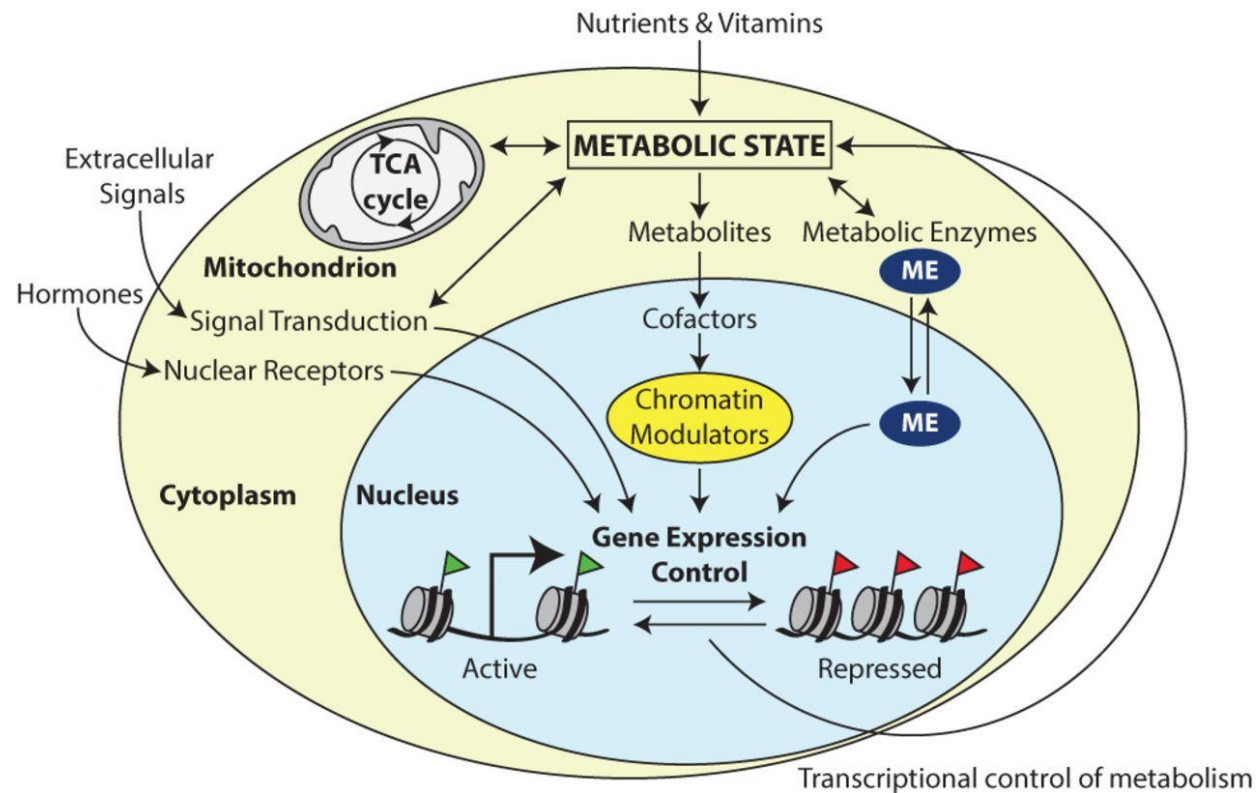 Nutrients & Vitamins
METABOLIC STATE
TCA
cycle
Extracellular
Signals
Mitochondrion
Metabolites
Metabolic Enzymes
ME
Hormones
Signal Transduction
Cofactors
Nuclear Receptors
Chromatin
Modulators
ME
Cytoplasm
Nucleus
Gene Expression
Control
Active
Repressed
Transcriptional control of metabolism